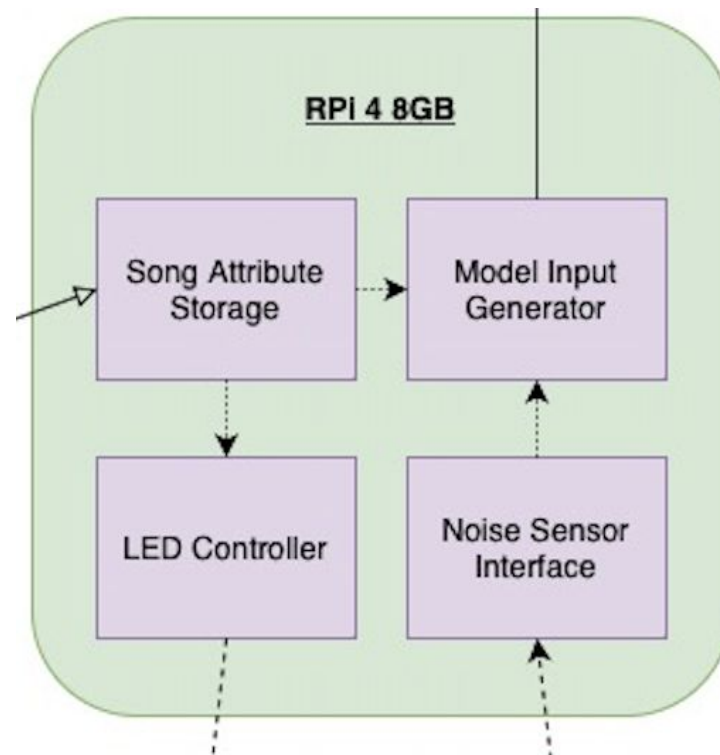 RPi 4 8GB
Song Attribute
Storage
Model Input
Generator
LED Controller
Noise Sensor
Interface